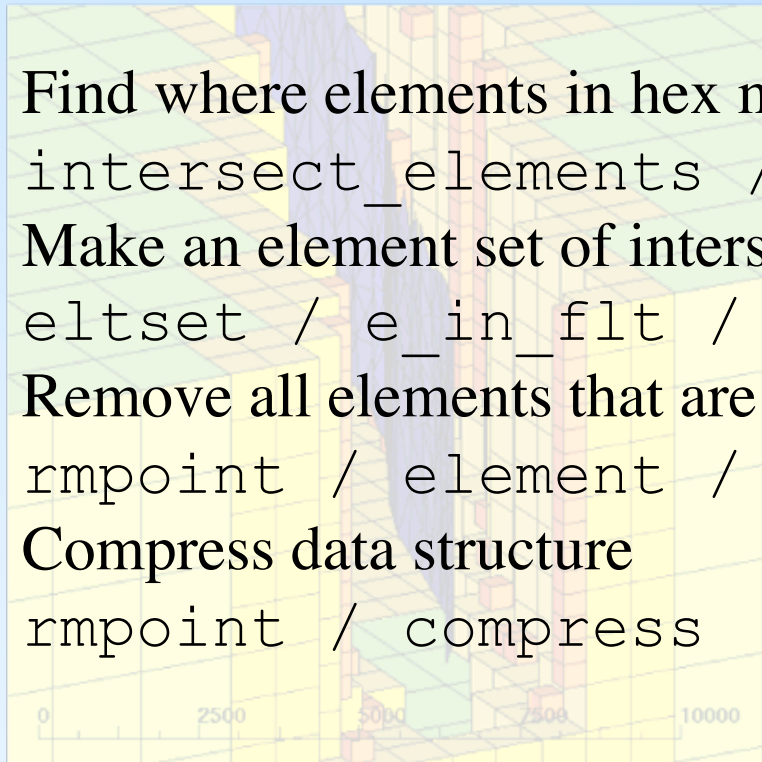 Find where elements in hex
intersect_elements /
Make an element set of inters
eltset / e_in_flt /
Remove all elements that are
rmpoint / element /
Compress data structure
rmpoint / compress
0 2500 5000 7500 10000